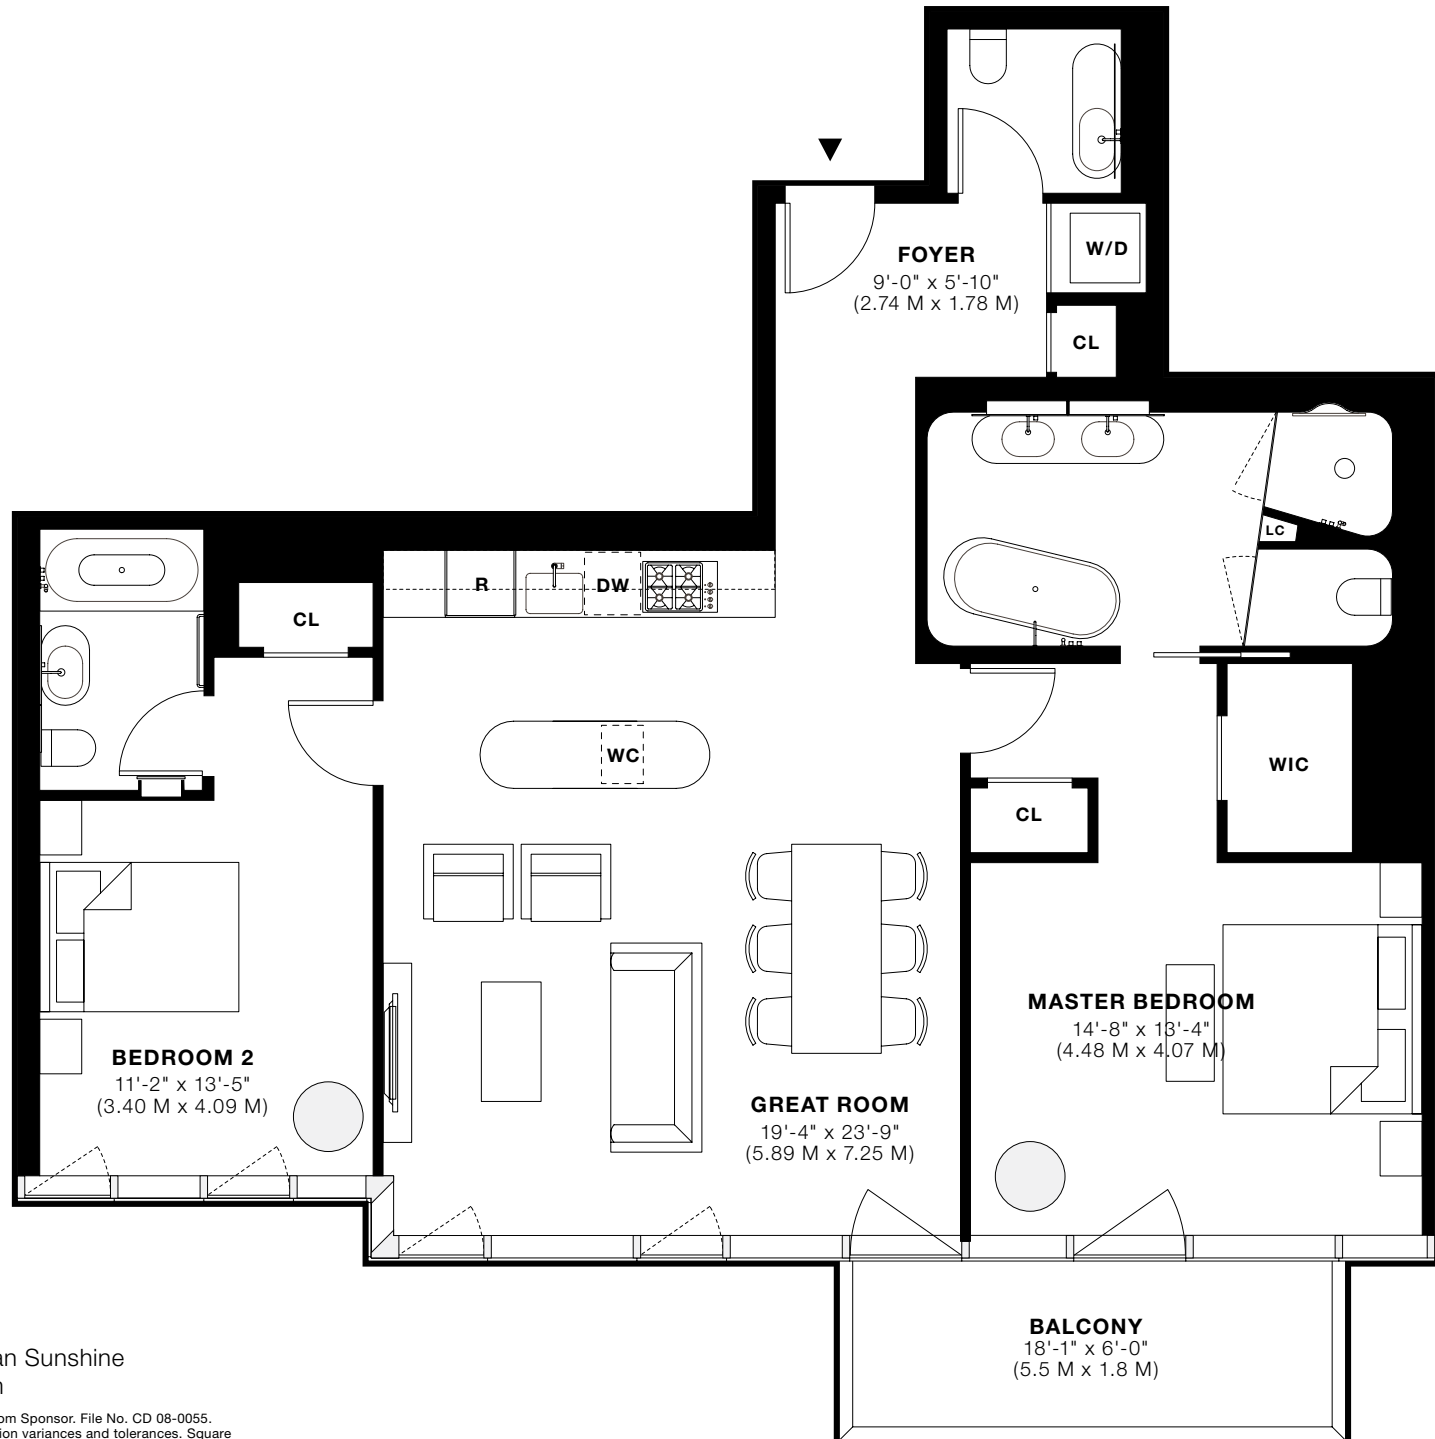 FOYER
9'-0" x 5'-10"
(2.74 M x 1.78 M)
W/D
CL
LC
R
DW
CL
WC
WIC
CL
MASTER BEDROOM
14'-8" x 13'-4"
(4.48 M x 4.07 M)
BEDROOM 2
11'-2" x 13'-5"
(3.40 M x 4.09 M)
GREAT ROOM
19'-4" x 23'-9"
(5.89 M x 7.25 M)
BALCONY
18'-1" x 6'-0"
(5.5 M x 1.8 M)
Sunshine
Sponsor. File No. CD 08-0055.
variances and tolerances. Square